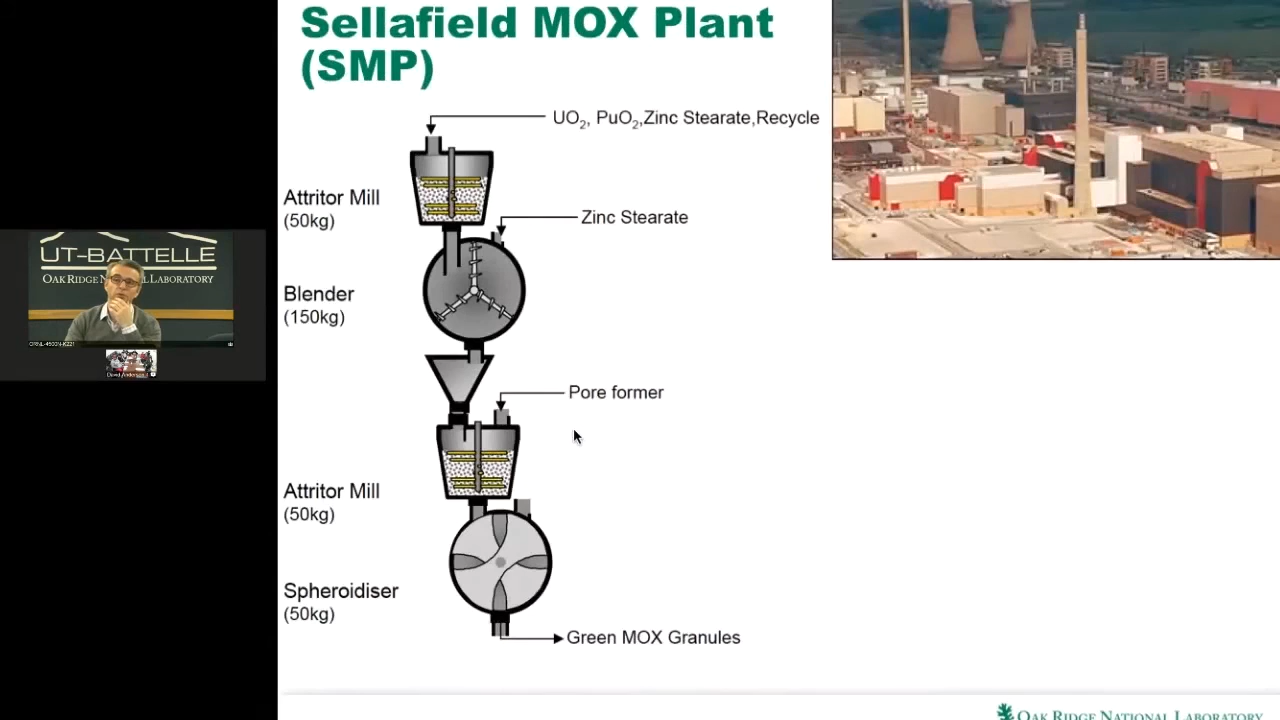 Sellafield MOX Plant
(SMP)
UO2, PuO2,Zinc Stearate,Recycle
Attritor Mill
(50kg)
Zinc Stearate
Blender
(150kg)
Pore former
Attritor Mill
(50kg)
Spheroidiser
(50kg)
Green MOX Granules
OAK RIDGE NATIONAL LABORATORY
UT-BATTELLE
OAK RIDGE NATIONAL LABORATORY